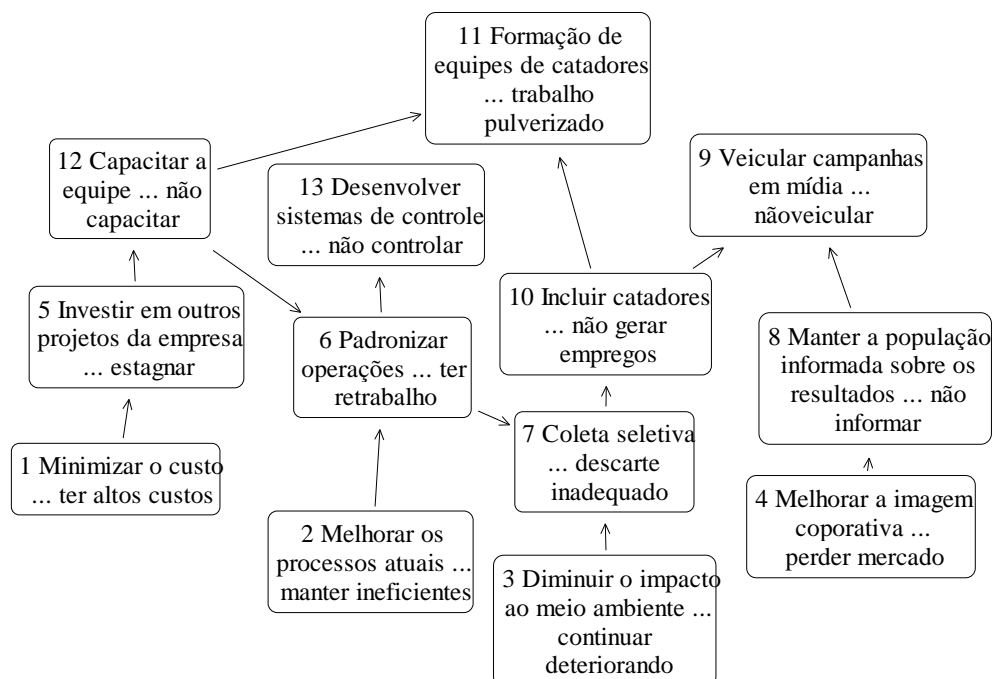 11 Formação de
equipes de catadores
... trabalho
pulverizado
12 Capacitar a
equipe ... não
capacitar
13 Desenvolver
sistemas de controle
... não controlar
9 Veicular campanhas
em mídia ...
nãoveicular
5 Investir em outros
projetos da empresa
... estagnar
6 Padronizar
operações ... ter
retrabalho
10 Incluir catadores
... não gerar
empregos
8 Manter a população
informada sobre os
resultados ... não
informar
1 Minimizar o custo
... ter altos custos
7 Coleta seletiva
... descarte
inadequado
2 Melhorar os
processos atuais ...
manter ineficientes
3 Diminuir o impacto
ao meio ambiente ...
continuar
deteriorando
4 Melhorar a imagem
coporativa ...
perder mercado